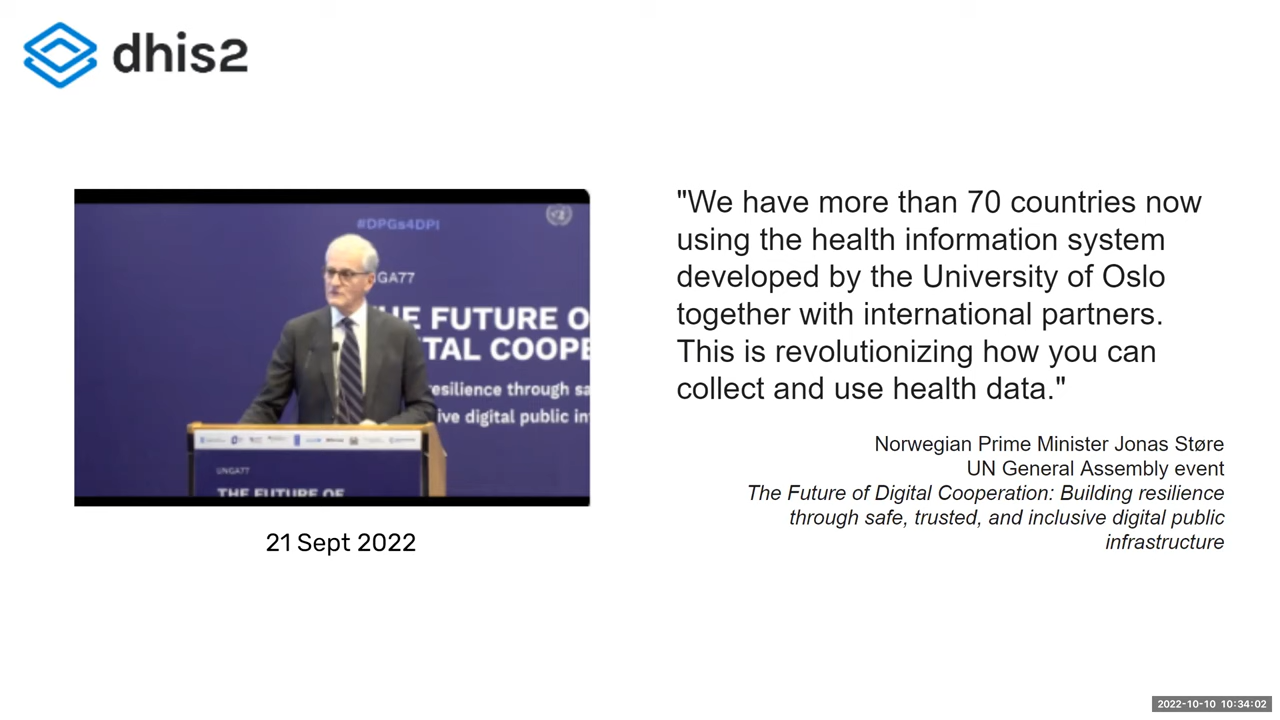 dhis2
#DPGs4DPI
GA77
THE FUTURE O
TAL COOPE
resilience through sa
ive digital public in
UNGA77
THE FUTURE OF
21 Sept 2022
"We have more than 70 countries now
using the health information system
developed by the University of Oslo
together with international partners.
This is revolutionizing how you can
collect and use health data."
Norwegian Prime Minister Jonas Støre
UN General Assembly event
The Future of Digital Cooperation: Building resilience
through safe, trusted, and inclusive digital public
infrastructure
2022-10-10 10:34:02